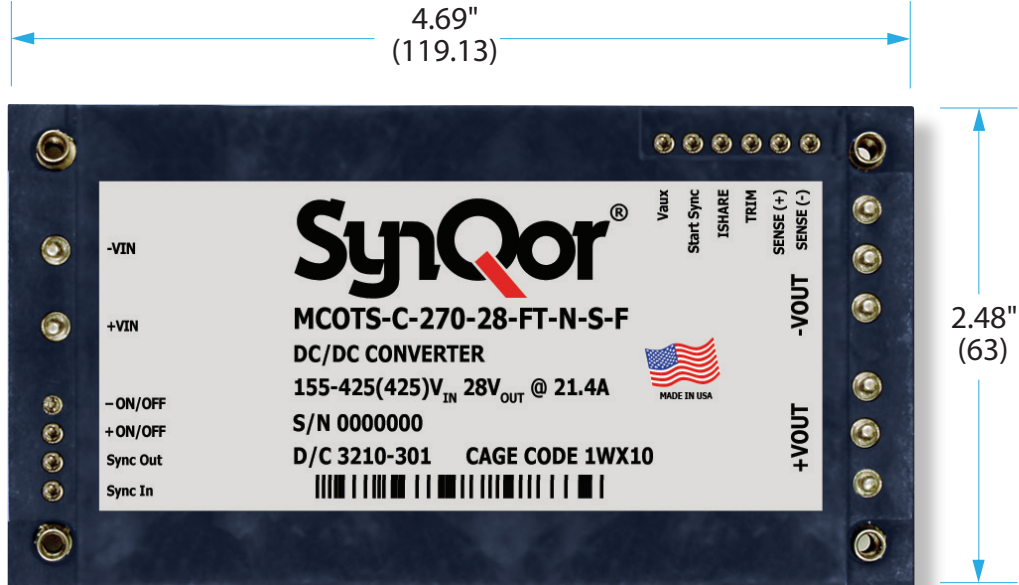 4.69"
(119.13)
Vaux
Start Sync
ISHARE
TRIM
SENSE (+)
SENSE (-)
-VIN
+VIN
SynQor®
MCOTS-C-270-28-FT-N-S-F
DC/DC CONVERTER
155-425(425)VIN 28VOUT @ 21.4A
S/N 0000000
D/C 3210-301 CAGE CODE 1WX10
MADE IN USA
-VOUT
+VOUT
2.48"
(63)
-ON/OFF
+ON/OFF
Sync Out
Sync In